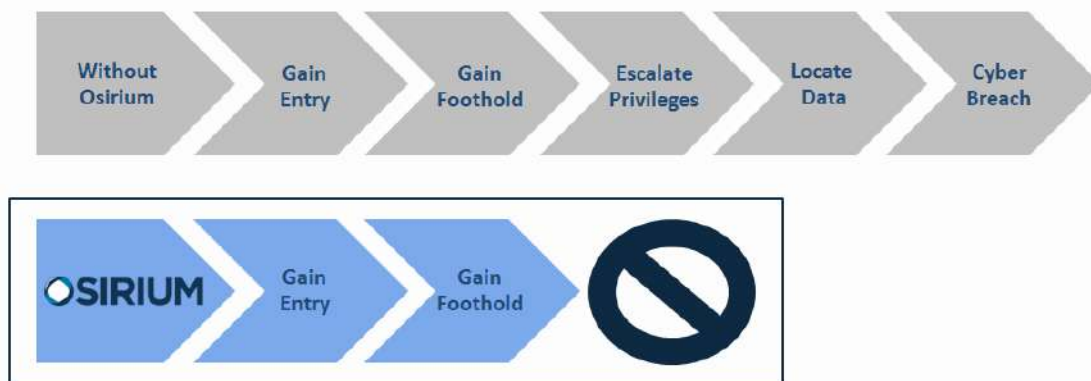 Without
Osirium
Gain
Entry
Gain
Foothold
Escalate
Privileges
Locate
Data
Cyber
Breach
OSIRIUM
Gain
Entry
Gain
Foothold